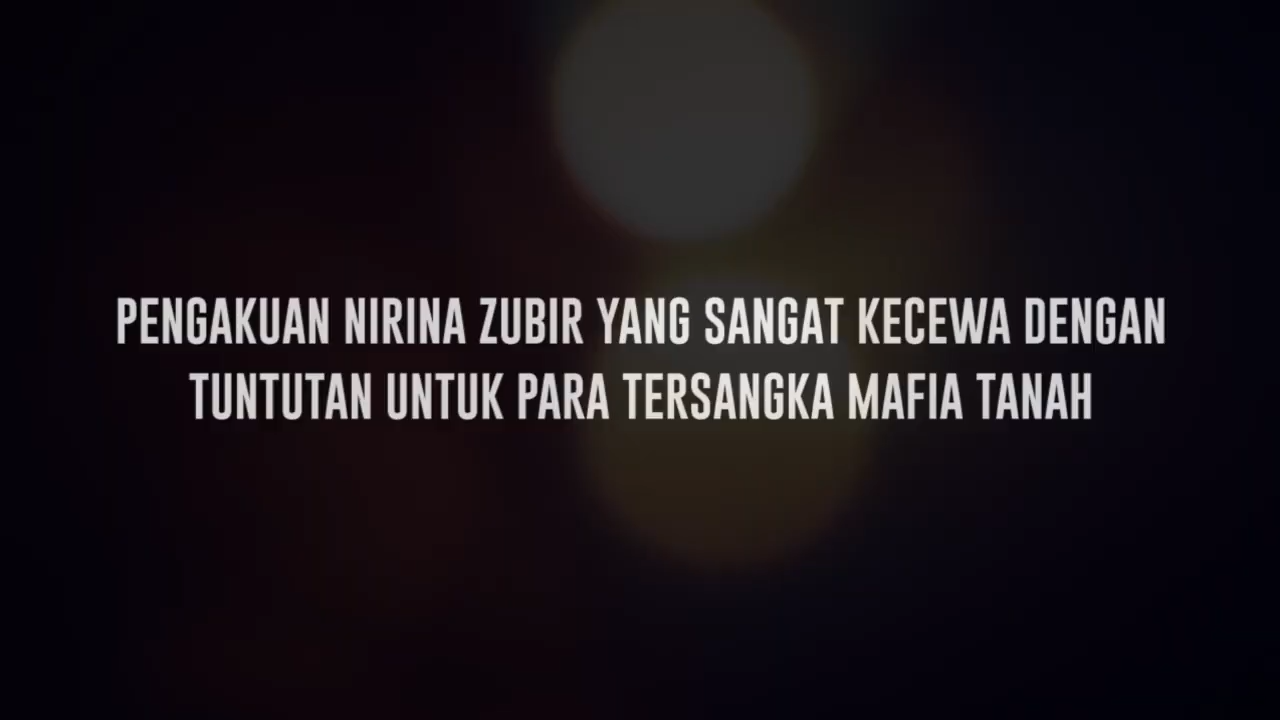 PENGAKUAN NIRINA ZUBIR YANG SANGAT KECEWA DENGAN
TUNTUTAN UNTUK PARA TERSANGKA MAFIA TANAH